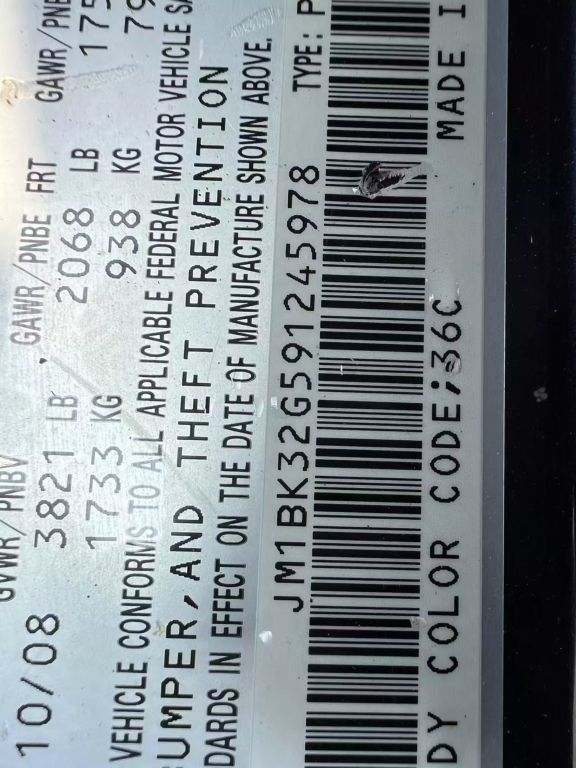 GVWR/PNBV
GAWR/PNBE FRT GAWR/PNB
10/08 3821 LB , 2068 LB 175
1733 KG 938 KG 79
VEHICLE CONFORMS TO ALL APPLICABLE FEDERAL MOTOR VEHICLE SA
UMPER, AND THEFT PREVENTION
DARDS IN EFFECT ON THE DATE OF MANUFACTURE SHOWN ABOVE.
JM1BK32G591245978 TYPE: P
DY COLOR CODE;36C MADE I